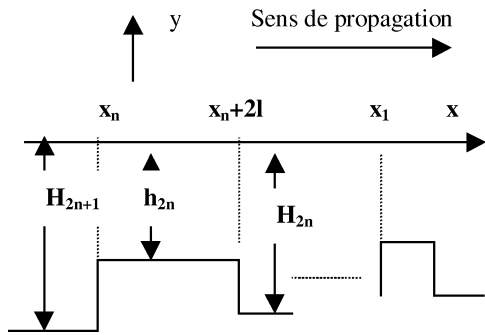 y Sens de propagation
xₙ xₙ+2l x₁ x
H₂ₙ₊₁ h₂ₙ H₂ₙ